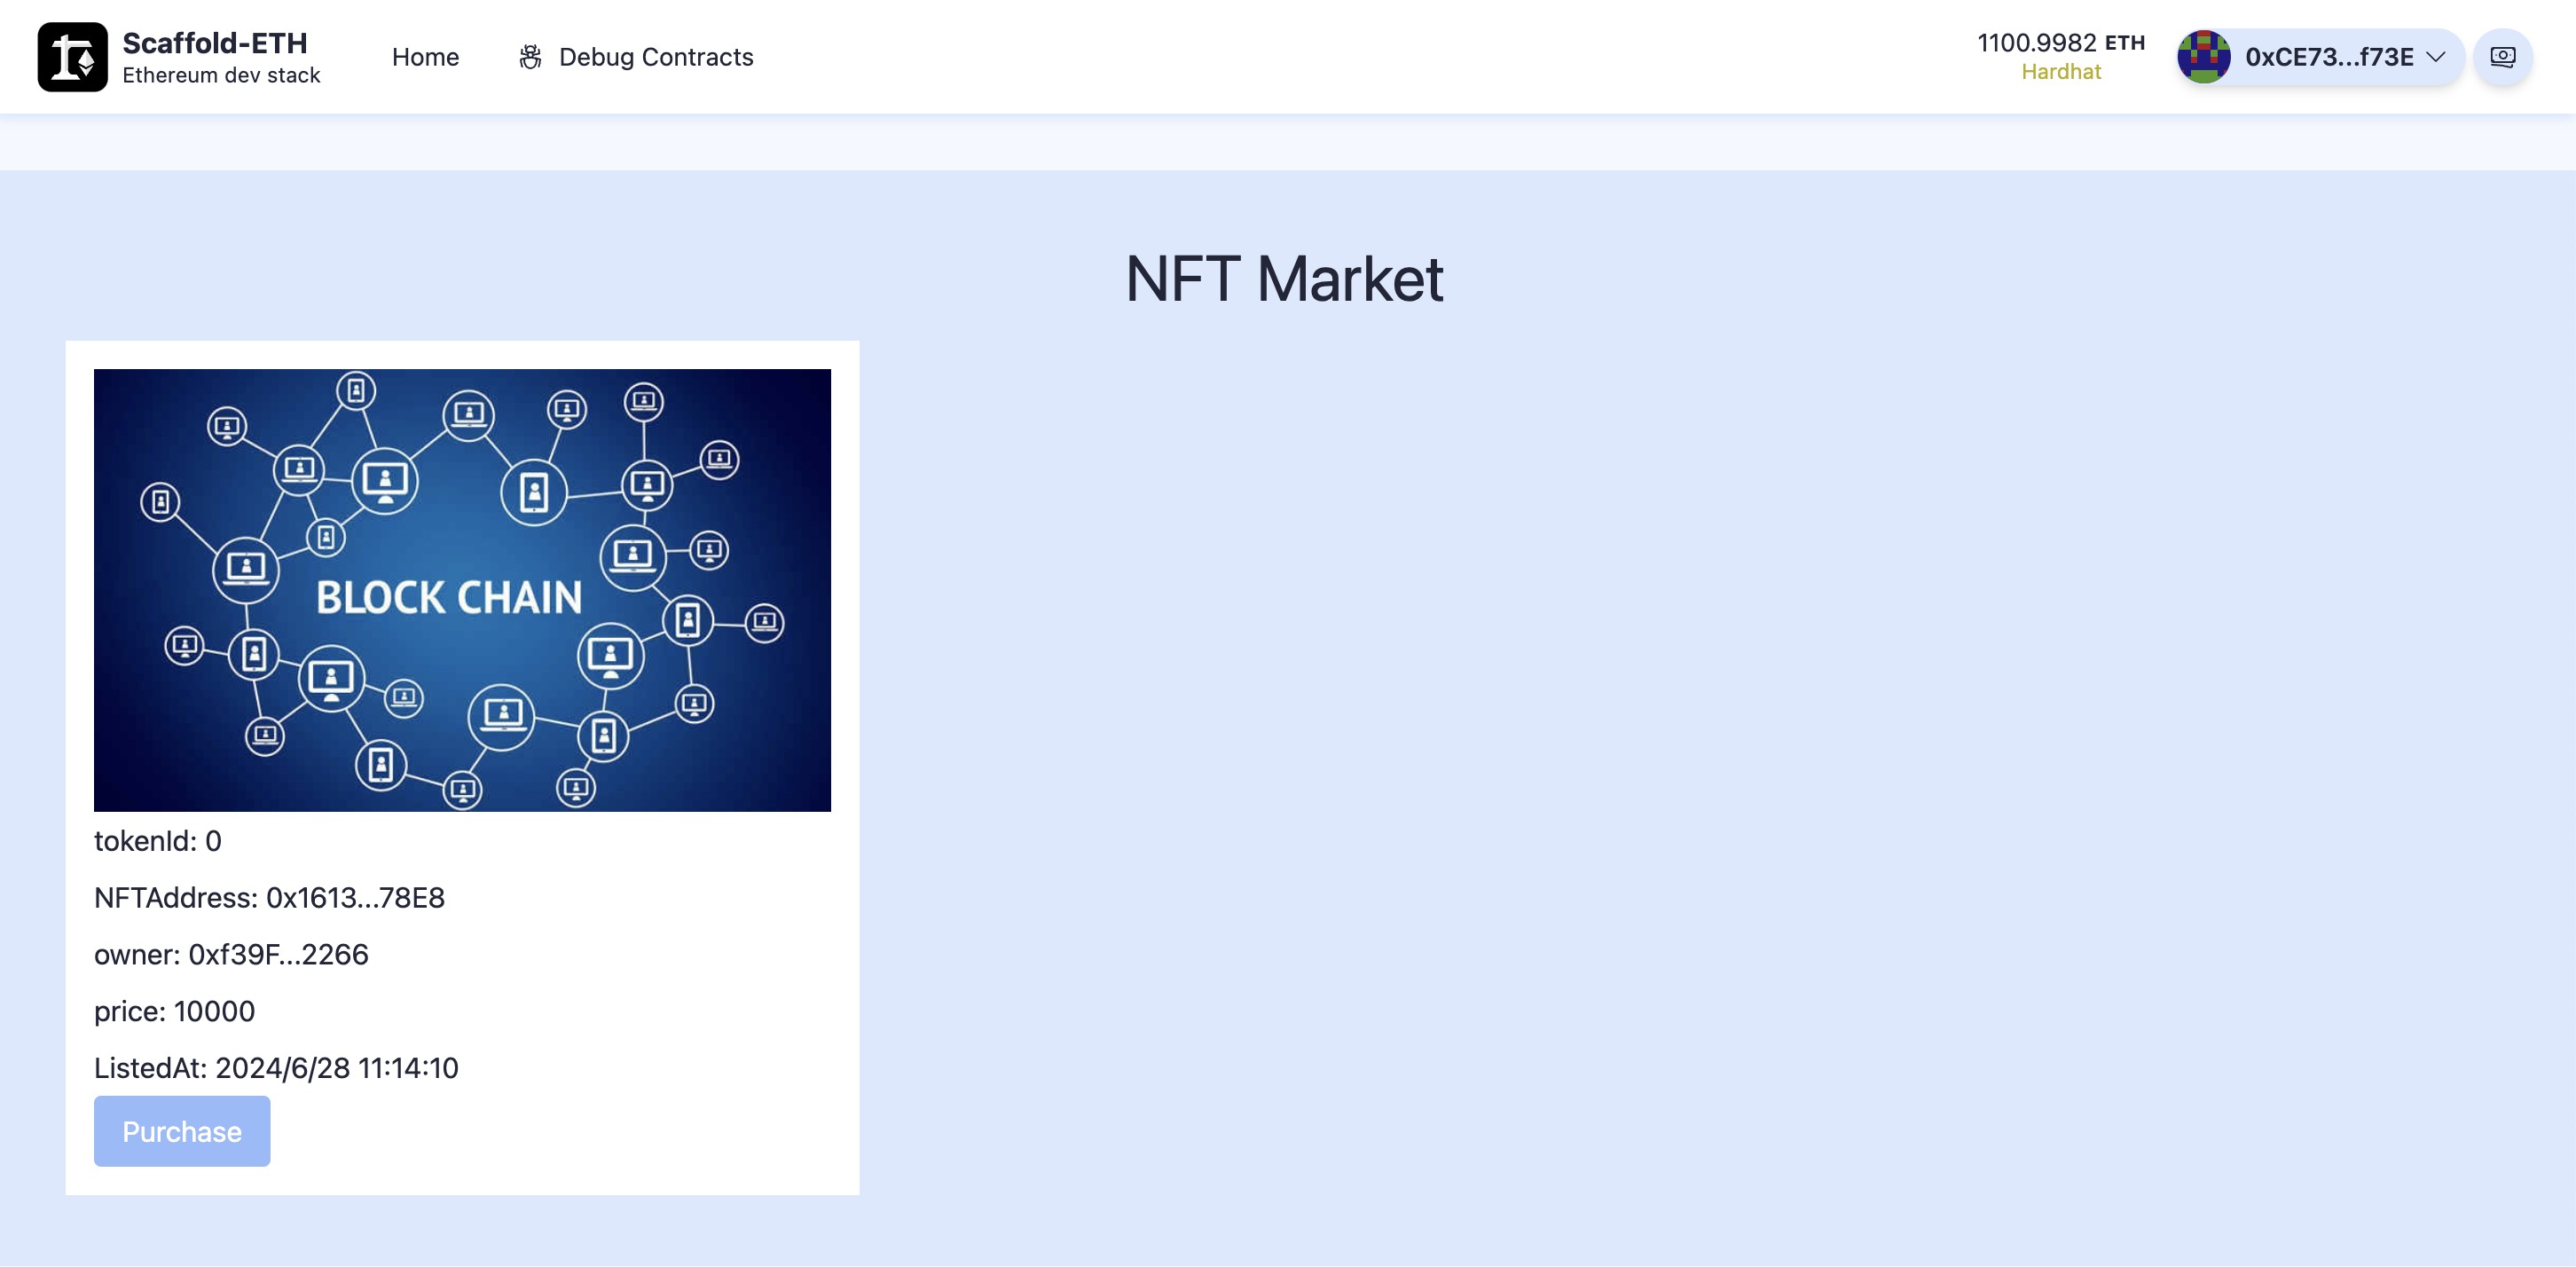 Scaffold-ETH
Ethereum dev stack
Home
Debug Contracts
1100.9982 ETH
Hardhat
0xCE73...f73E
NFT Market
BLOCK CHAIN
tokenId: 0
NFTAddress: 0x1613...78E8
owner: 0xf39F...2266
price: 10000
ListedAt: 2024/6/28 11:14:10
Purchase